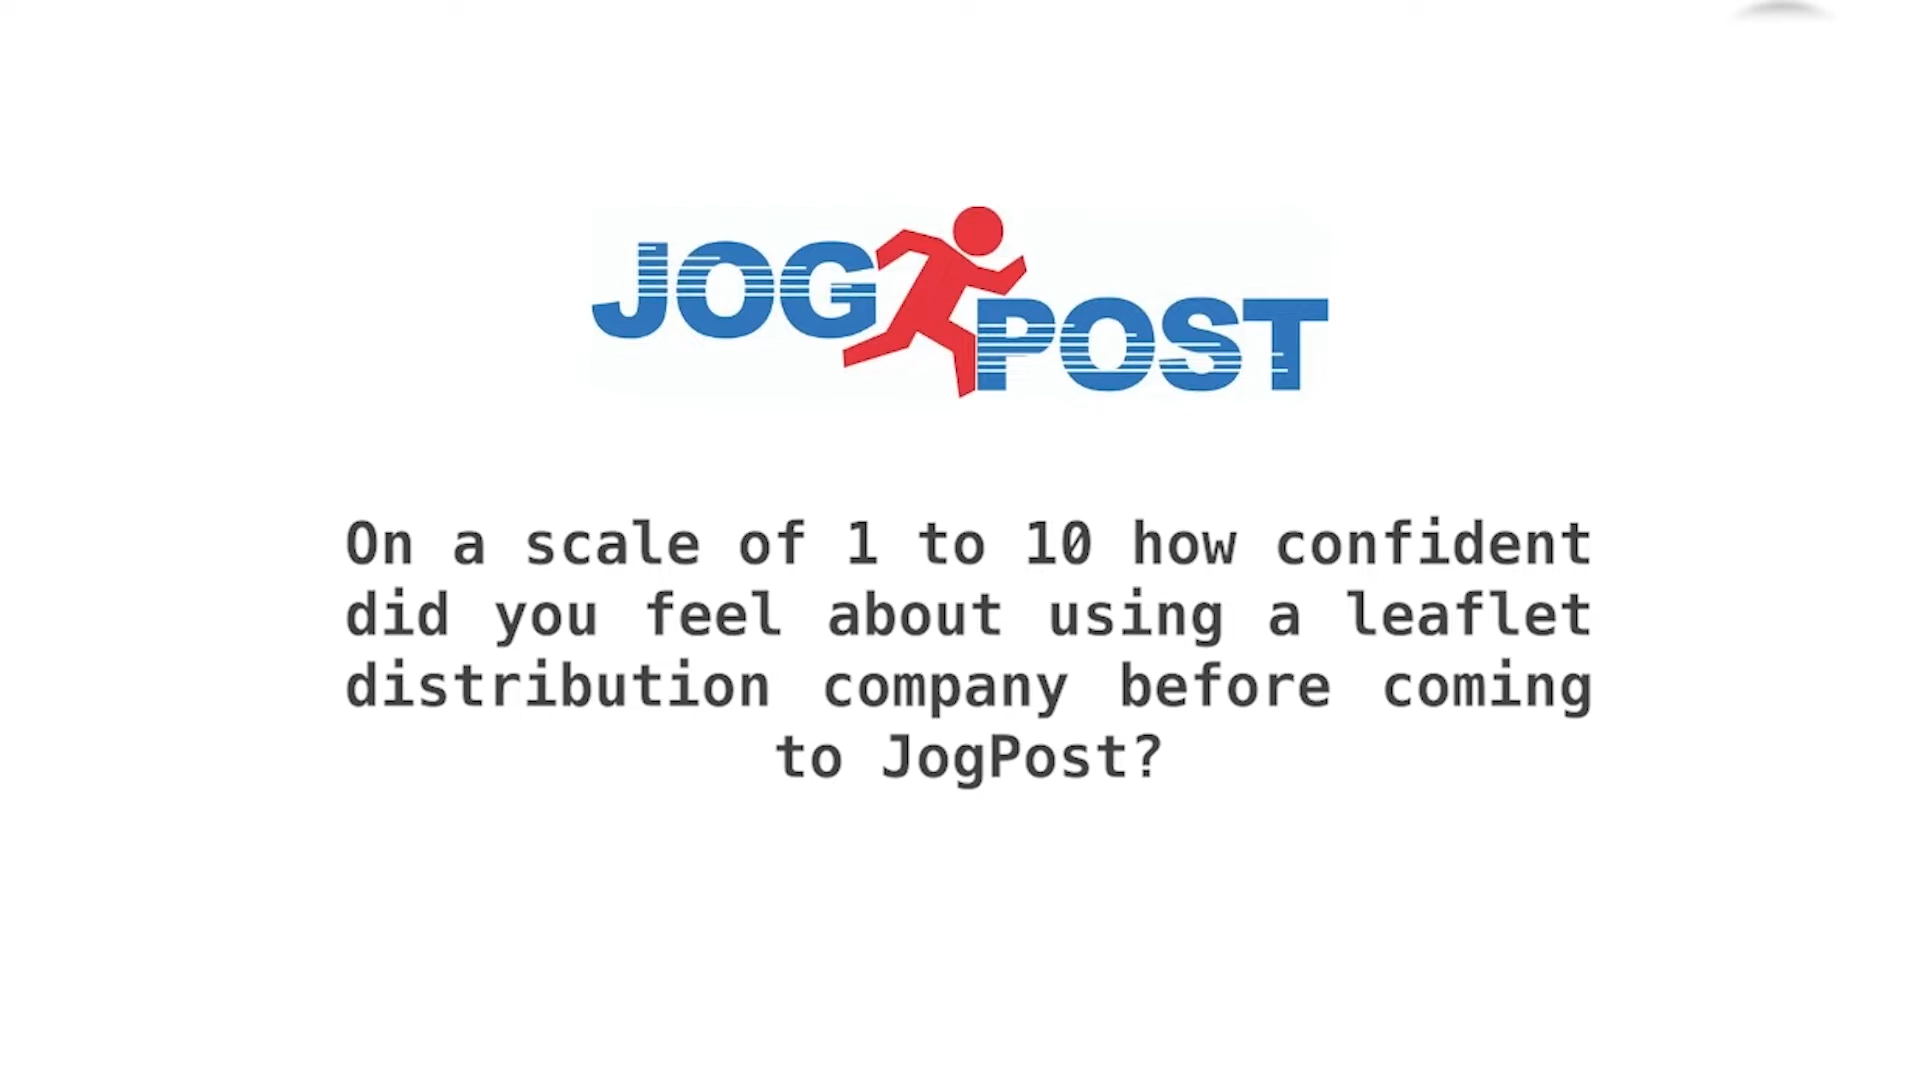 JOG POST
On a scale of 1 to 10 how confident
did you feel about using a leaflet
distribution company before coming
to JogPost?